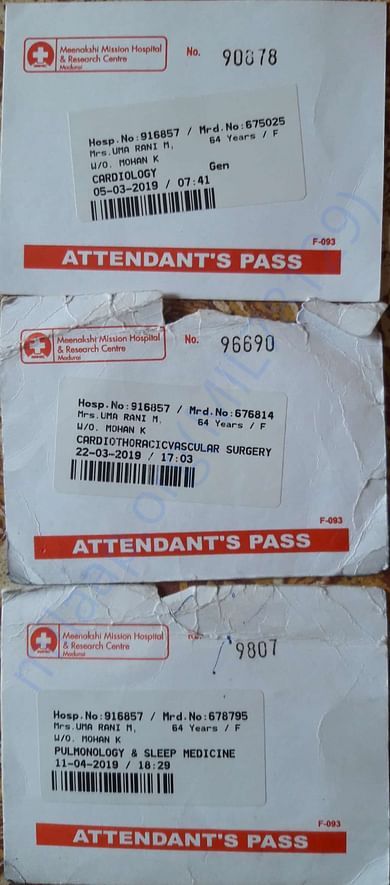 Meenakshi Mission Hospital
& Research Centre
Madurai
No. 90878
Hosp.No:916857 / Mrd.No:675025
Mrs.UMA RANI M, 64 Years / F
W/O. MOHAN K
CARDIOLOGY Gen
05-03-2019 / 07:41
F-093
ATTENDANT'S PASS
Meenakshi Mission Hospital
& Research Centre
Madurai
No. 96690
Hosp.No:916857 / Mrd.No:676814
Mrs.UMA RANI M, 64 Years / F
W/O. MOHAN K
CARDIOTHORACICVASCULAR SURGERY
22-03-2019 / 17:03
F-093
ATTENDANT'S PASS
Meenakshi Mission Hospital
& Research Centre
Madurai
9807
Hosp.No:916857 / Mrd.No:678795
Mrs.UMA RANI M, 64 Years / F
W/O. MOHAN K
PULMONOLOGY & SLEEP MEDICINE
11-04-2019 / 18:29
F-093
ATTENDANT'S PASS